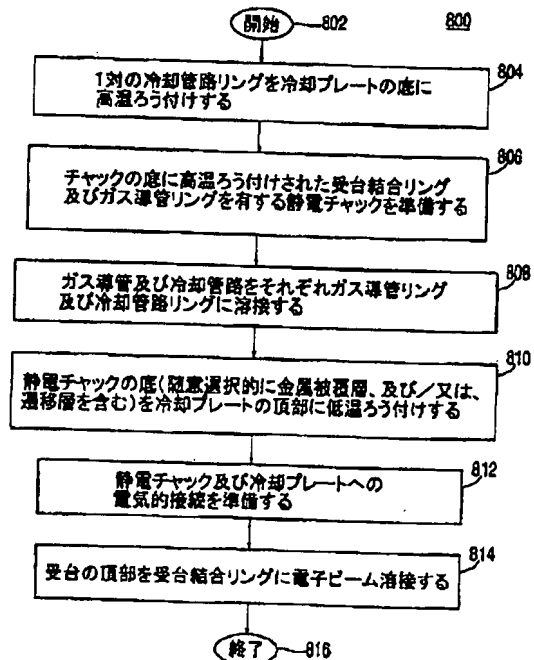 800
開始
802
804
1対の冷却管路リングを冷却プレートの底に
高温ろう付けする
806
チャックの底に高温ろう付けされた受台結合リング
及びガス導管リングを有する静電チャックを準備する
808
ガス導管及び冷却管路をそれぞれガス導管リング
及び冷却管路リングに溶接する
810
静電チャックの底(随意選択的に金属被覆層、及び/又は、
遷移層を含む)を冷却プレートの頂部に低温ろう付けする
812
静電チャック及び冷却プレートへの
電気的接続を準備する
814
受台の頂部を受台結合リングに電子ビーム溶接する
終了
816